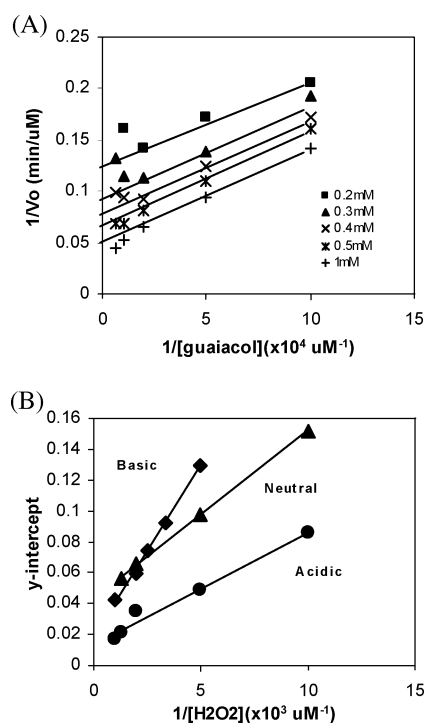 (A)
1/Vo (min/uM)
0.25
0.2
0.15
0.1
0.05
0
0 5 10 15
0.2mM
0.3mM
0.4mM
0.5mM
1mM
1/[guaiacol](x10⁴ uM⁻¹)
(B)
y-intercept
0.16
0.14
0.12
0.1
0.08
0.06
0.04
0.02
0
0 5 10 15
Basic
Neutral
Acidic
1/[H2O2](x10³ uM⁻¹)